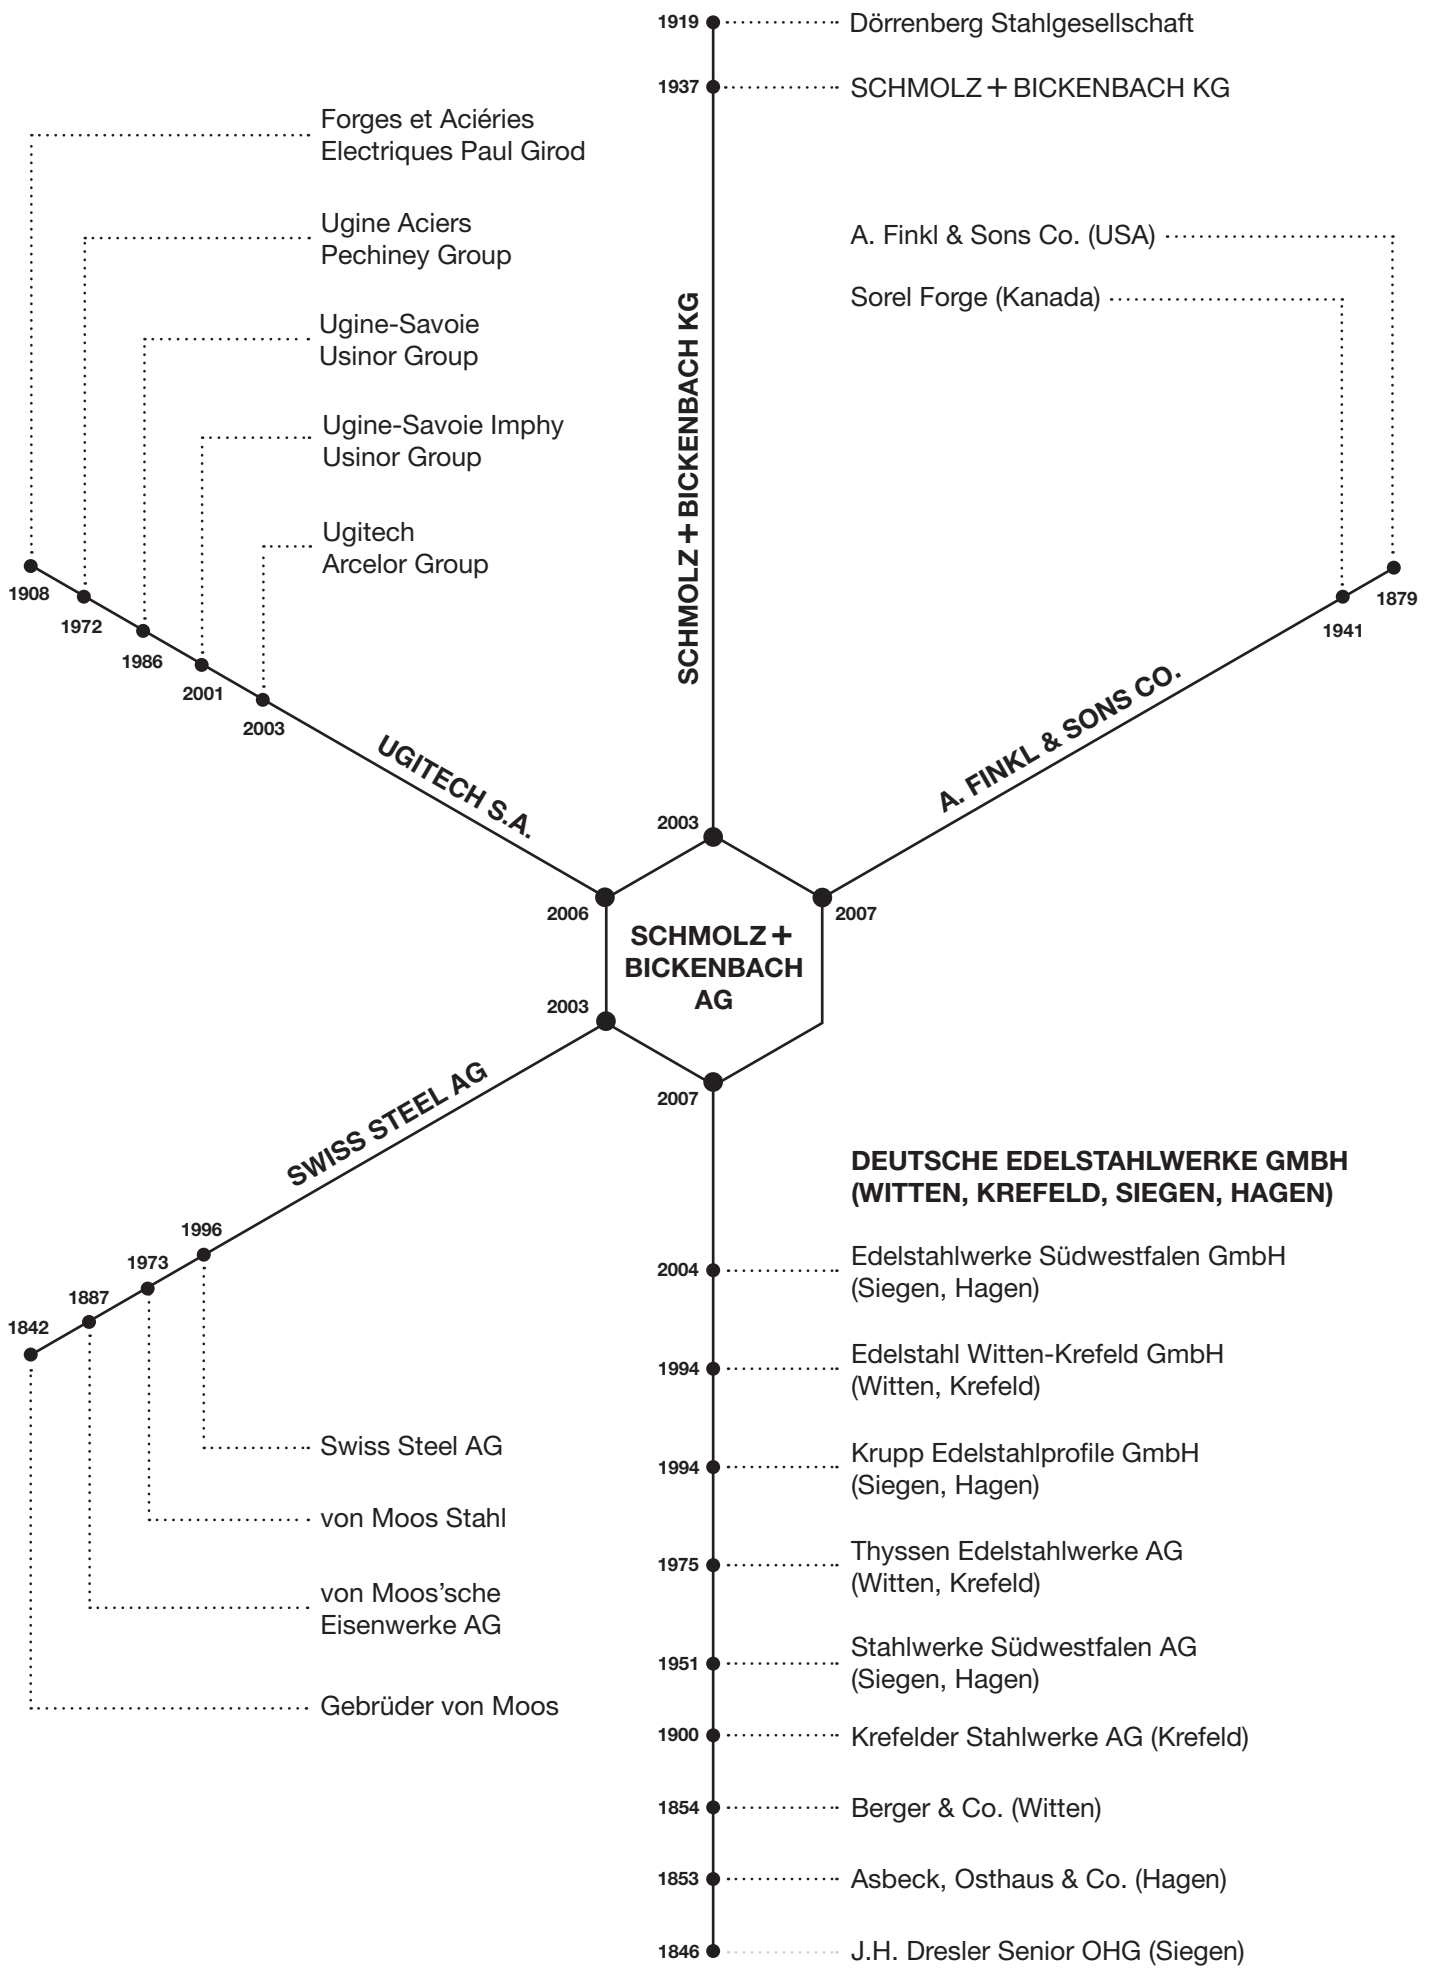 1919
Dörrenberg Stahlgesellschaft
1937
SCHMOLZ + BICKENBACH KG
SCHMOLZ + BICKENBACH KG
2003
Forges et Aciéries
Electriques Paul Girod
Ugine Aciers
Pechiney Group
Ugine-Savoie
Usinor Group
Ugine-Savoie Imphy
Usinor Group
Ugitech
Arcelor Group
1908
1972
1986
2001
2003
UGITECH S.A.
2006
A. Finkl & Sons Co. (USA)
Sorel Forge (Kanada)
1879
1941
A. FINKL & SONS CO.
2007
SCHMOLZ +
BICKENBACH
AG
2003
SWISS STEEL AG
1996
1973
1887
1842
Swiss Steel AG
von Moos Stahl
von Moos’sche
Eisenwerke AG
Gebrüder von Moos
2007
DEUTSCHE EDELSTAHLWERKE GMBH
(WITTEN, KREFELD, SIEGEN, HAGEN)
2004
Edelstahlwerke Südwestfalen GmbH
(Siegen, Hagen)
1994
Edelstahl Witten-Krefeld GmbH
(Witten, Krefeld)
1994
Krupp Edelstahlprofile GmbH
(Siegen, Hagen)
1975
Thyssen Edelstahlwerke AG
(Witten, Krefeld)
1951
Stahlwerke Südwestfalen AG
(Siegen, Hagen)
1900
Krefelder Stahlwerke AG (Krefeld)
1854
Berger & Co. (Witten)
1853
Asbeck, Osthaus & Co. (Hagen)
1846
J.H. Dresler Senior OHG (Siegen)